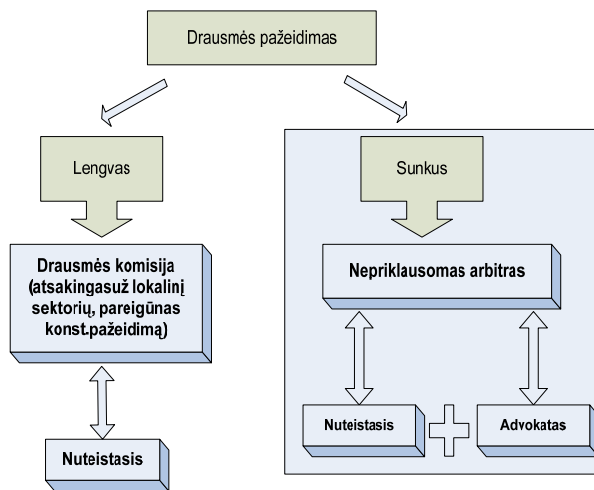 Drausmės pažeidimas
Lengvas
Sunkus
Drausmės komisija
(atsakingasuž lokalinį
sektorių, pareigūnas
konst.pažeidimą)
Nepriklausomas arbitras
Nuteistasis
Nuteistasis
Advokatas